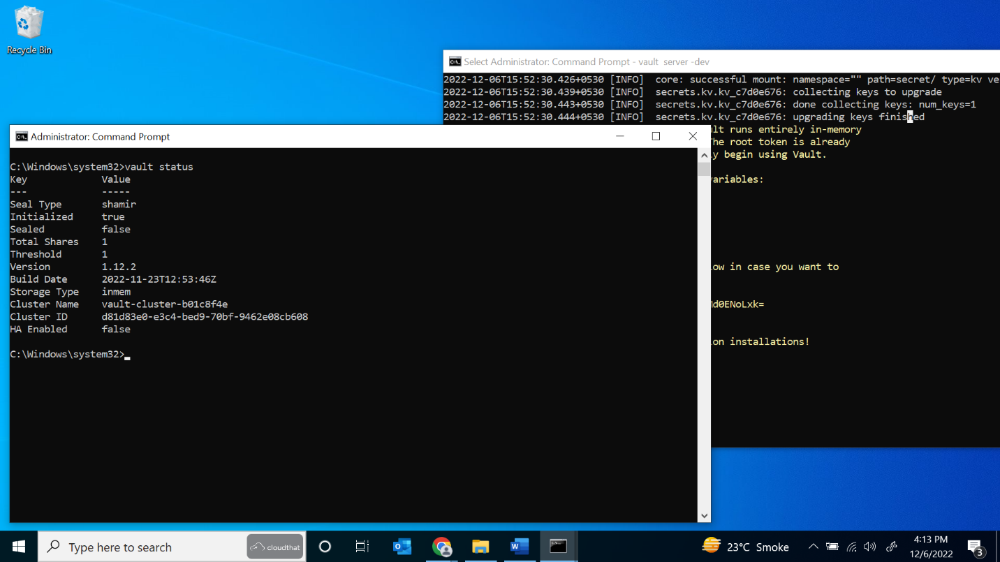 Recycle Bin
Select Administrator: Command Prompt - vault  server -dev
2022-12-06T15:52:30.426+0530 [INFO]  core: successful mount: namespace="" path=secret/ type=kv ve
2022-12-06T15:52:30.439+0530 [INFO]  secrets.kv.kv_c7d0e676: collecting keys to upgrade
2022-12-06T15:52:30.443+0530 [INFO]  secrets.kv.kv_c7d0e676: done collecting keys: num_keys=1
2022-12-06T15:52:30.444+0530 [INFO]  secrets.kv.kv_c7d0e676: upgrading keys finished
ult runs entirely in-memory
The root token is already
y begin using Vault.
variables:
low in case you want to
Md0ENoLxk=
on installations!
Administrator: Command Prompt
C:\Windows\system32>vault status
Key             Value
---             -----
Seal Type       shamir
Initialized     true
Sealed          false
Total Shares    1
Threshold       1
Version         1.12.2
Build Date      2022-11-23T12:53:46Z
Storage Type    inmem
Cluster Name    vault-cluster-b01c8f4e
Cluster ID      d81d83e0-e3c4-bed9-70bf-9462e08cb608
HA Enabled      false
C:\Windows\system32>
Type here to search
cloudthat
23°C  Smoke
4:13 PM
12/6/2022
3